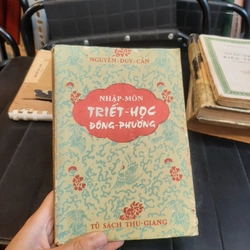 NGUYỄN-DUY-CẦN
NHẬP-MÔN
TRIẾT-HỌC
ĐÔNG-PHƯƠNG
TỦ SÁCH THU-GIANG